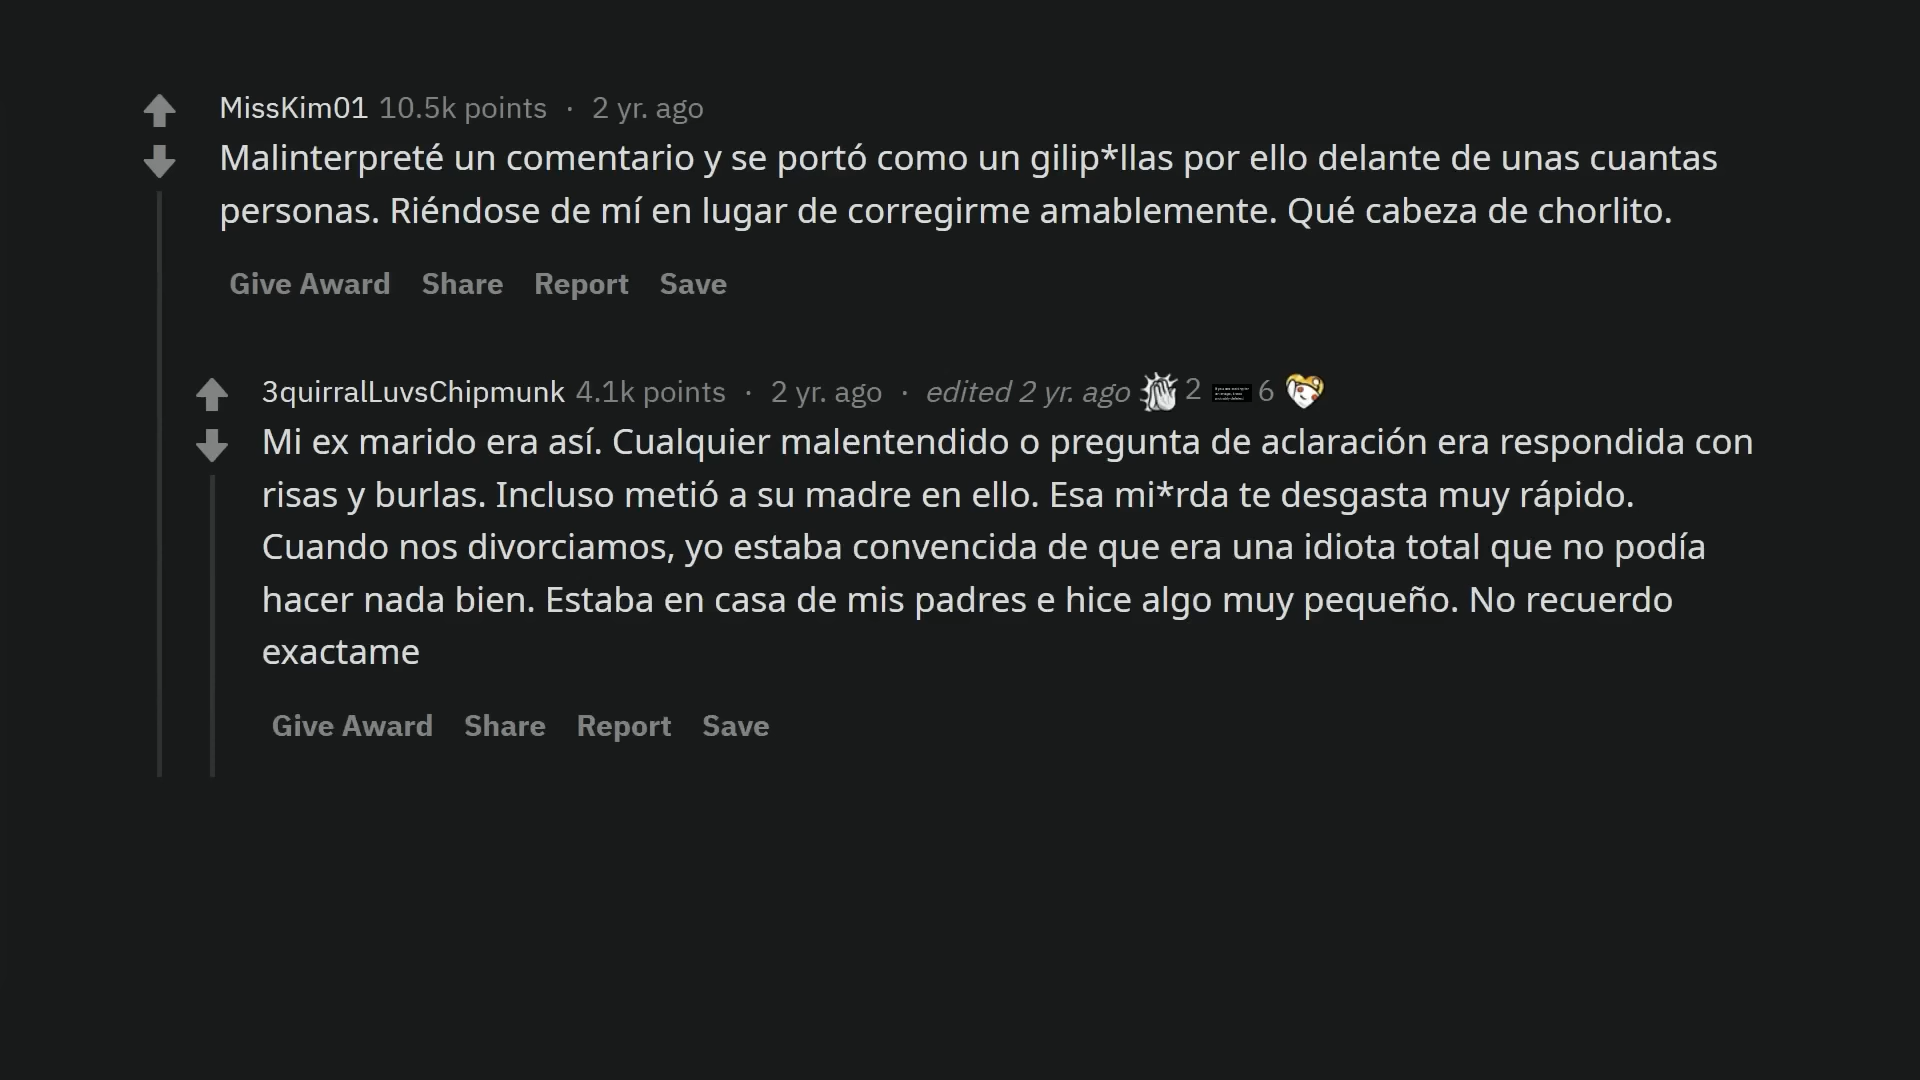 MissKim01 10.5k points · 2 yr. ago
Malinterpreté un comentario y se portó como un gilip*llas por ello delante de unas cuantas
personas. Riéndose de mí en lugar de corregirme amablemente. Qué cabeza de chorlito.
Give Award Share Report Save
3quirralLuvsChipmunk 4.1k points · 2 yr. ago · edited 2 yr. ago 2 6
Mi ex marido era así. Cualquier malentendido o pregunta de aclaración era respondida con
risas y burlas. Incluso metió a su madre en ello. Esa mi*rda te desgasta muy rápido.
Cuando nos divorciamos, yo estaba convencida de que era una idiota total que no podía
hacer nada bien. Estaba en casa de mis padres e hice algo muy pequeño. No recuerdo
exactame
Give Award Share Report Save